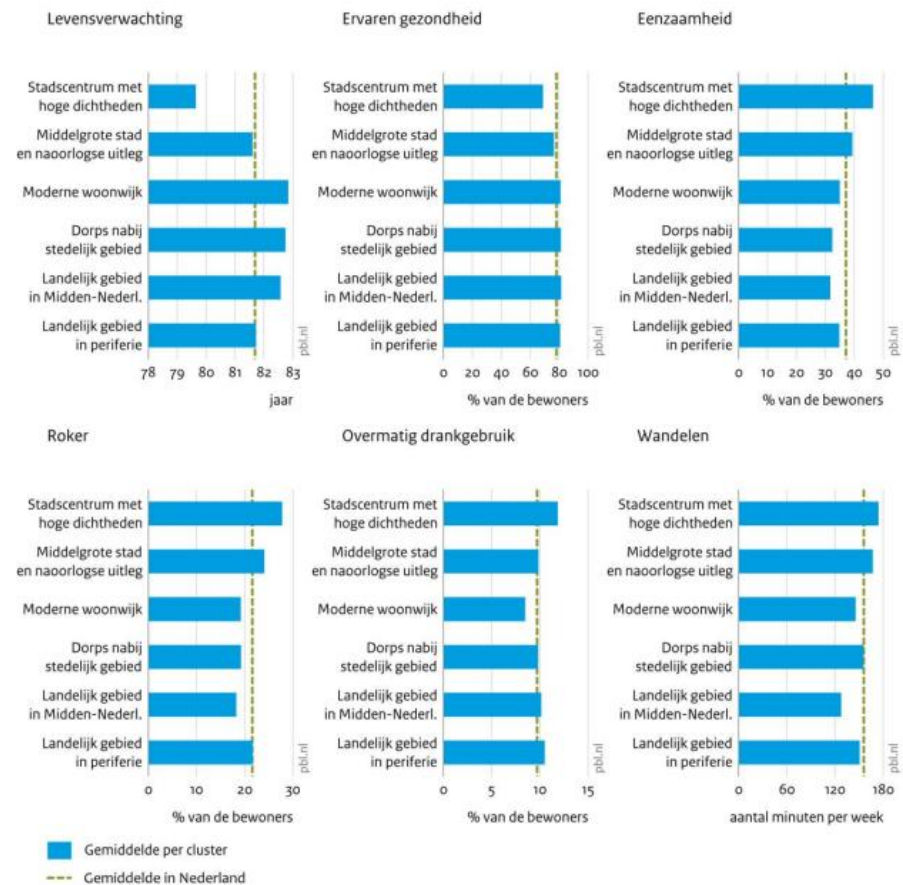 Levensverwachting
Stadscentrum met
hoge dichtheden
Middelgrote stad
en naoorlogse uitleg
Moderne woonwijk
Dorps nabij
stedelijk gebied
Landelijk gebied
in Midden-Nederl.
Landelijk gebied
in periferie
78 79 80 81 82 83
jaar
pbl.nl
Ervaren gezondheid
Stadscentrum met
hoge dichtheden
Middelgrote stad
en naoorlogse uitleg
Moderne woonwijk
Dorps nabij
stedelijk gebied
Landelijk gebied
in Midden-Nederl.
Landelijk gebied
in periferie
0 20 40 60 80 100
% van de bewoners
pbl.nl
Eenzaamheid
Stadscentrum met
hoge dichtheden
Middelgrote stad
en naoorlogse uitleg
Moderne woonwijk
Dorps nabij
stedelijk gebied
Landelijk gebied
in Midden-Nederl.
Landelijk gebied
in periferie
0 10 20 30 40 50
% van de bewoners
pbl.nl
Roker
Stadscentrum met
hoge dichtheden
Middelgrote stad
en naoorlogse uitleg
Moderne woonwijk
Dorps nabij
stedelijk gebied
Landelijk gebied
in Midden-Nederl.
Landelijk gebied
in periferie
0 10 20 30
% van de bewoners
pbl.nl
Overmatig drankgebruik
Stadscentrum met
hoge dichtheden
Middelgrote stad
en naoorlogse uitleg
Moderne woonwijk
Dorps nabij
stedelijk gebied
Landelijk gebied
in Midden-Nederl.
Landelijk gebied
in periferie
0 5 10 15
% van de bewoners
pbl.nl
Wandelen
Stadscentrum met
hoge dichtheden
Middelgrote stad
en naoorlogse uitleg
Moderne woonwijk
Dorps nabij
stedelijk gebied
Landelijk gebied
in Midden-Nederl.
Landelijk gebied
in periferie
0 60 120 180
aantal minuten per week
pbl.nl
Gemiddelde per cluster
Gemiddelde in Nederland